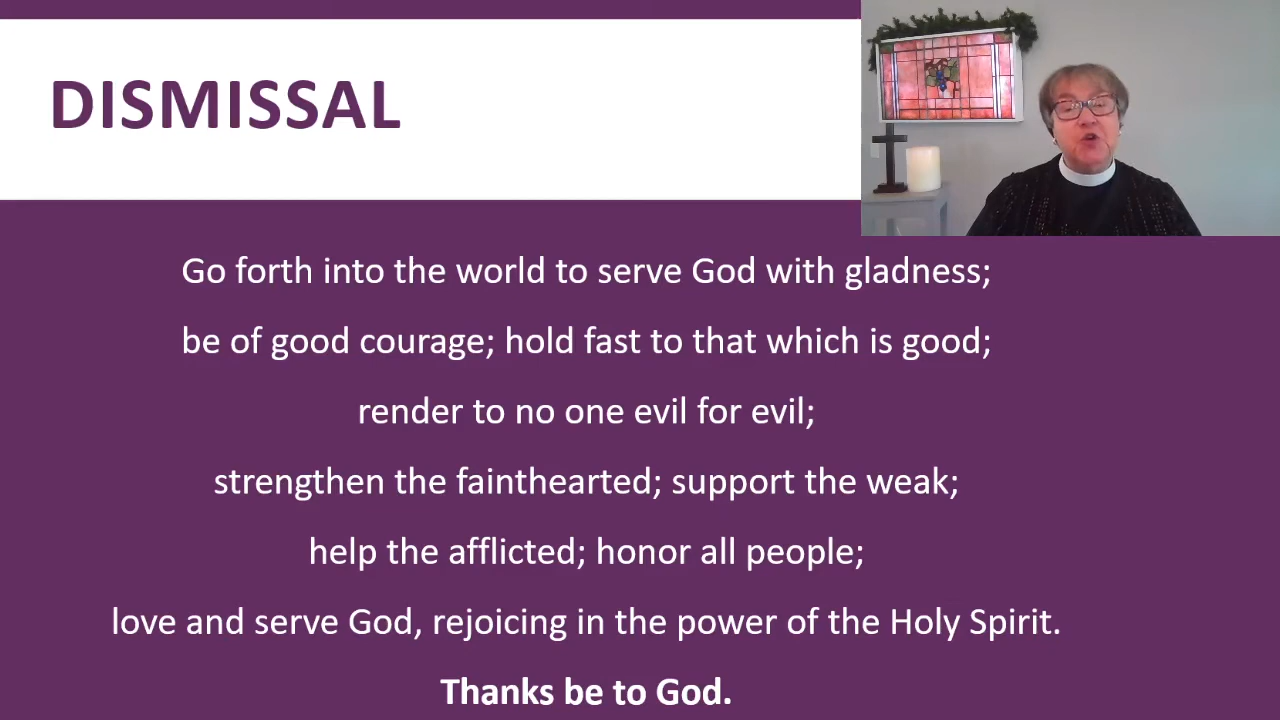 DISMISSAL
Go forth into the world to serve God with gladness;
be of good courage; hold fast to that which is good;
render to no one evil for evil;
strengthen the fainthearted; support the weak;
help the afflicted; honor all people;
love and serve God, rejoicing in the power of the Holy Spirit.
Thanks be to God.